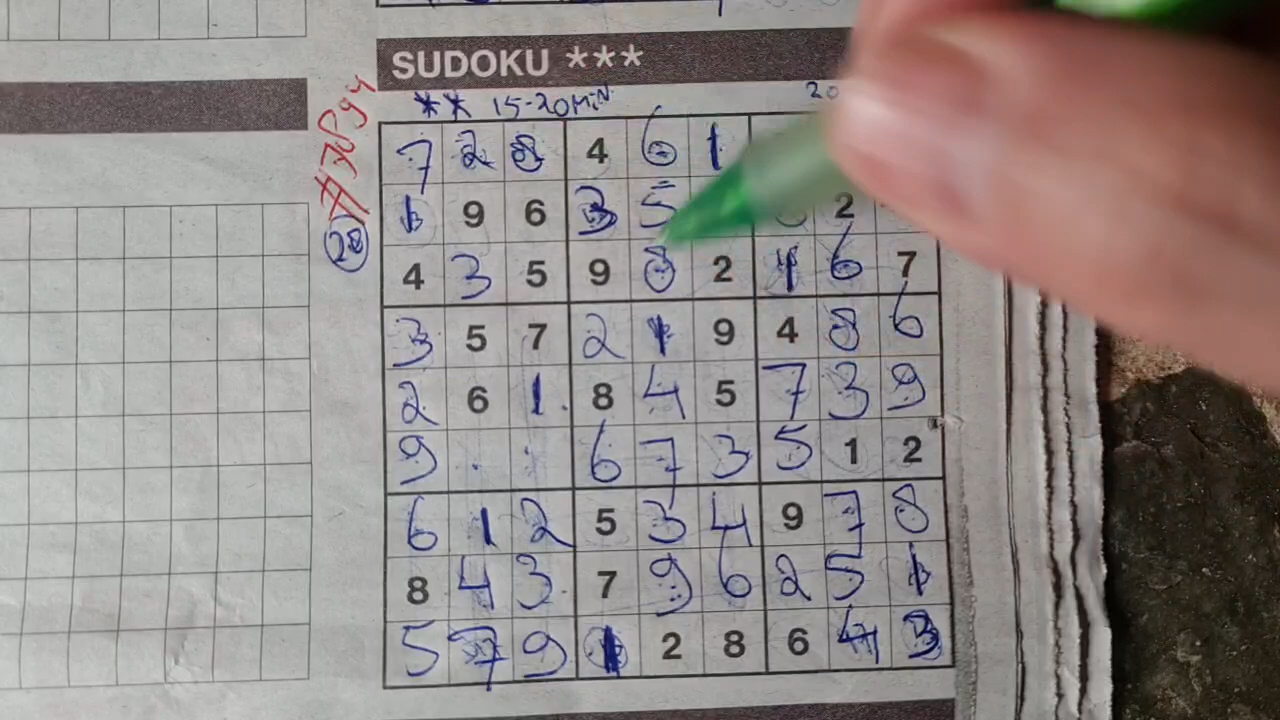 SUDOKU ***
** 15-20MiN 20
#3JPg4
28
7 2 8 4 6 1
1 9 6 3 5 2
4 3 5 9 8 2 1 6 7
3 5 7 2 1 9 4 8 6
2 6 1 8 4 5 7 3 9
9 6 7 3 5 1 2
6 1 2 5 3 4 9 7 8
8 4 3 7 9 6 2 5 1
5 7 9 1 2 8 6 4 3